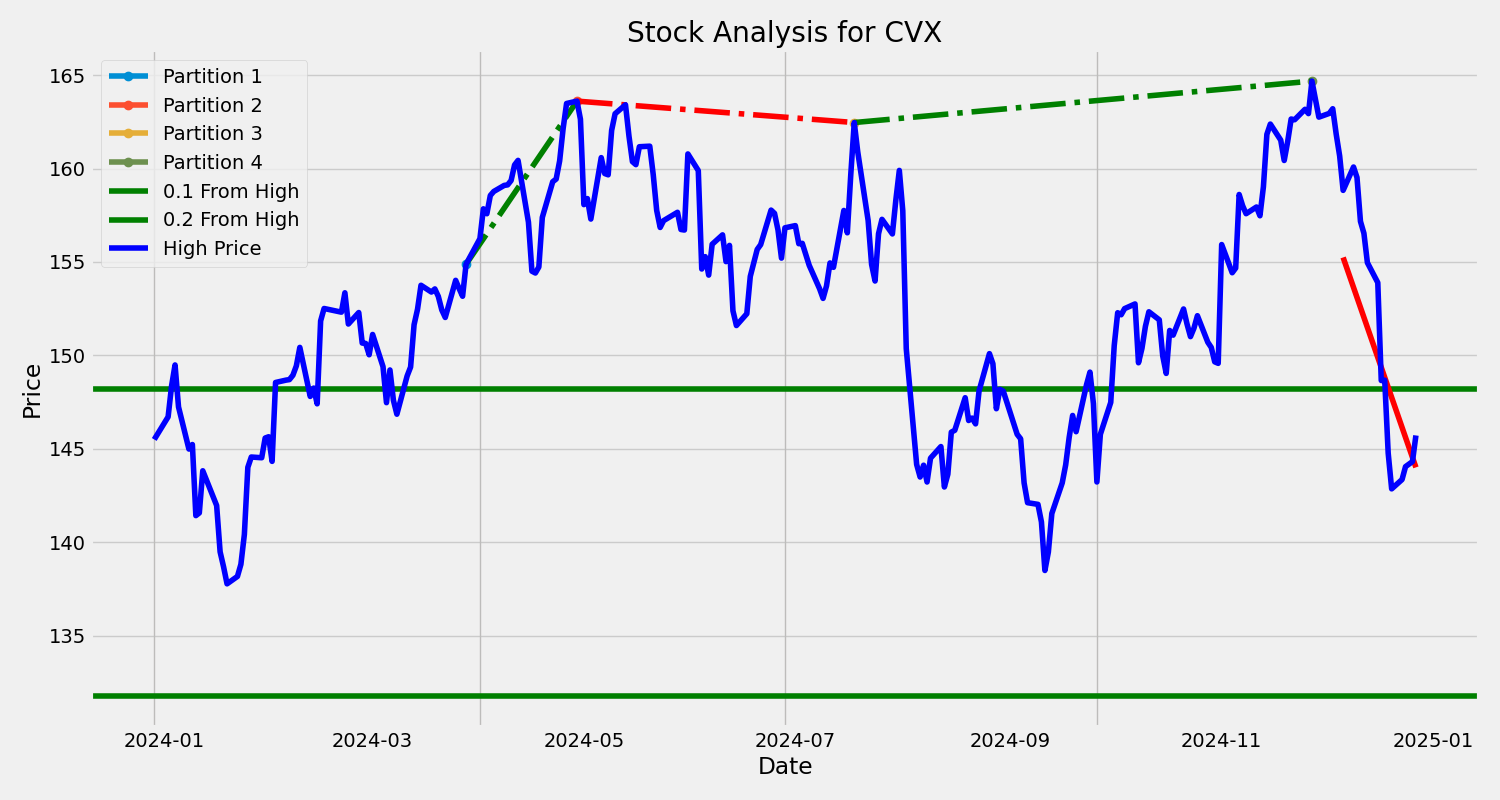 Stock Analysis for CVX
Partition 1
Partition 2
Partition 3
Partition 4
0.1 From High
0.2 From High
High Price
165
160
155
150
145
140
135
Price
2024-01 2024-03 2024-05 2024-07 2024-09 2024-11 2025-01
Date